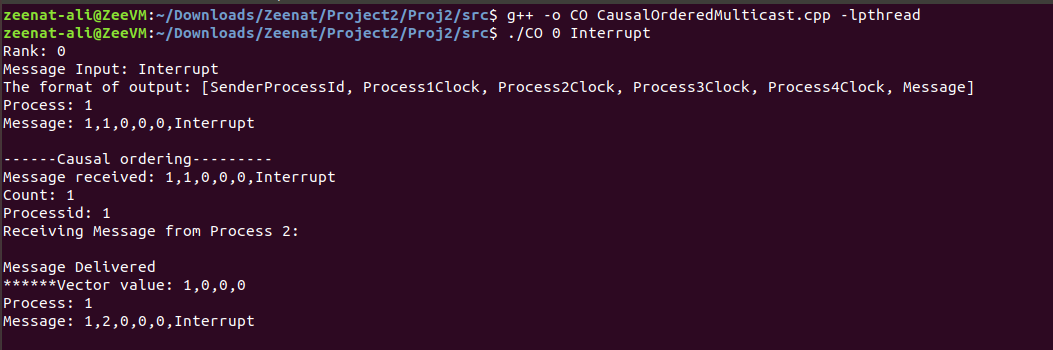 zeenat-ali@ZeeVM:~/Downloads/Zeenat/Project2/Proj2/src$ g++ -o CO CausalOrderedMulticast.cpp -lpthread
zeenat-ali@ZeeVM:~/Downloads/Zeenat/Project2/Proj2/src$ ./CO 0 Interrupt
Rank: 0
Message Input: Interrupt
The format of output: [SenderProcessId, Process1Clock, Process2Clock, Process3Clock, Process4Clock, Message]
Process: 1
Message: 1,1,0,0,0,Interrupt
------Causal ordering---------
Message received: 1,1,0,0,0,Interrupt
Count: 1
Processid: 1
Receiving Message from Process 2:
Message Delivered
******Vector value: 1,0,0,0
Process: 1
Message: 1,2,0,0,0,Interrupt